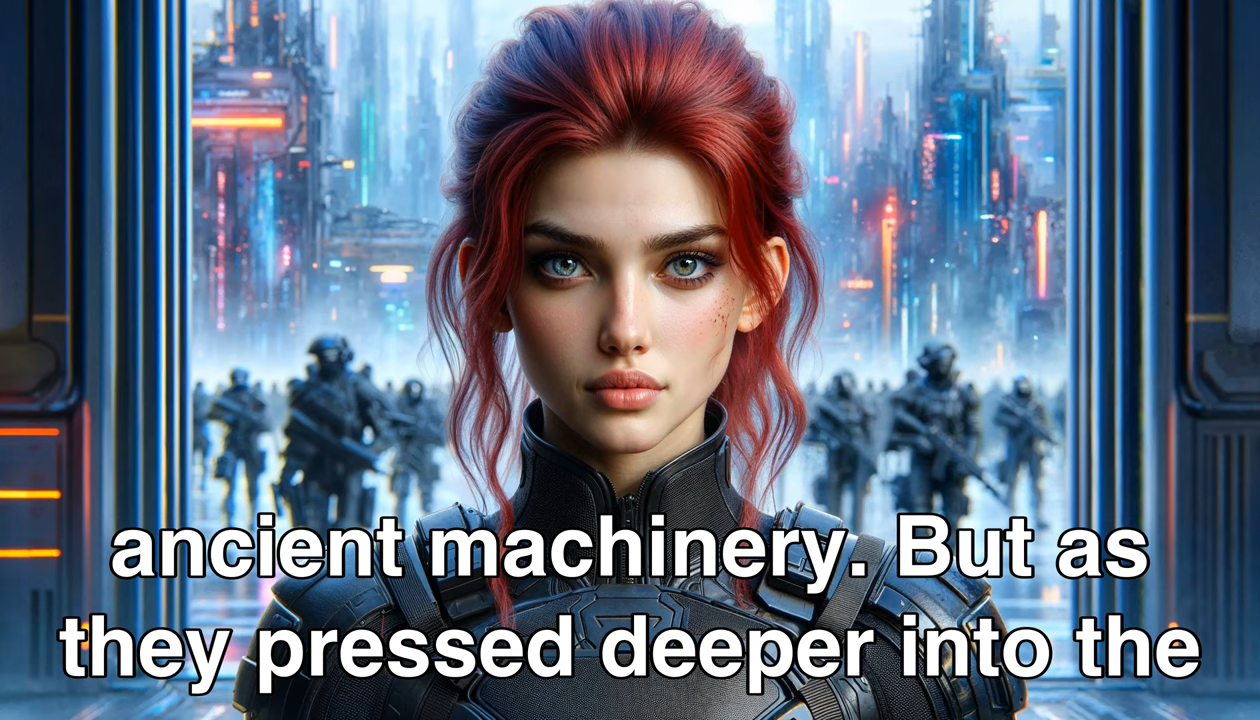 ancient machinery. But as
they pressed deeper into the